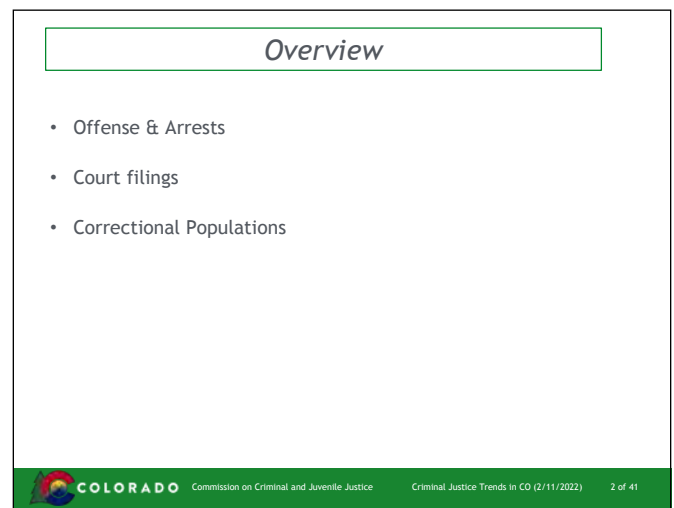 Overview
• Offense & Arrests
• Court filings
• Correctional Populations
COLORADO Commission on Criminal and Juvenile Justice Criminal Justice Trends in CO (2/11/2022) 2 of 41